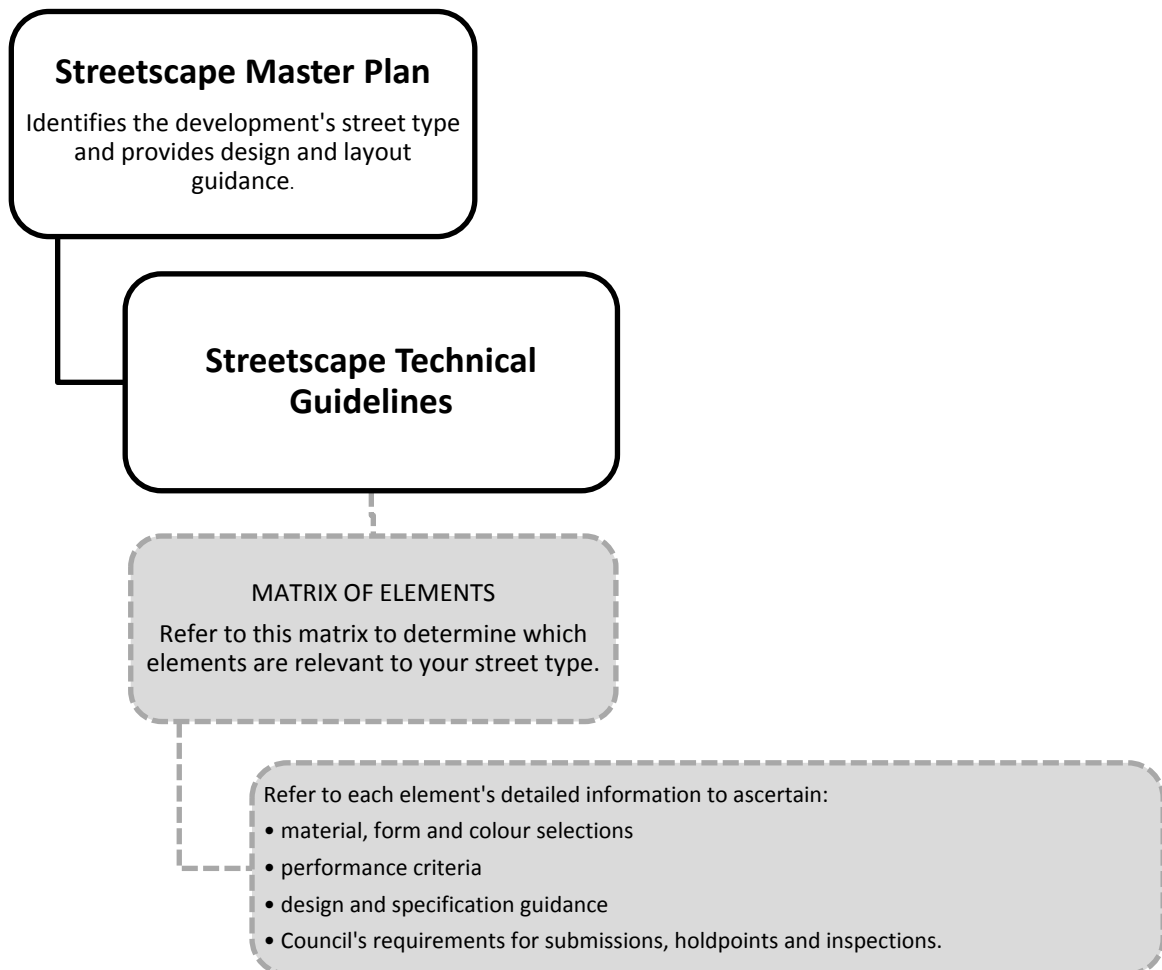 Streetscape Master Plan
Identifies the development's street type
and provides design and layout
guidance.
Streetscape Technical
Guidelines
MATRIX OF ELEMENTS
Refer to this matrix to determine which
elements are relevant to your street type.
Refer to each element's detailed information to ascertain:
• material, form and colour selections
• performance criteria
• design and specification guidance
• Council's requirements for submissions, holdpoints and inspections.